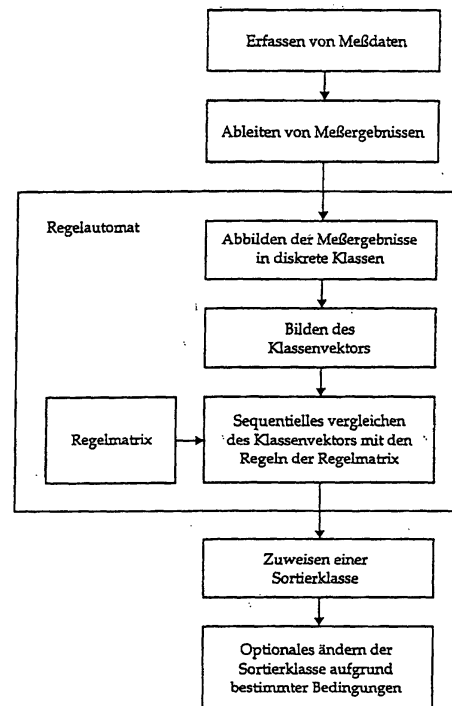 Erfassen von Meßdaten
Ableiten von Meßergebnissen
Regelautomat
Abbilden der Meßergebnisse
in diskrete Klassen
Bilden des
Klassenvektors
Regelmatrix
Sequentielles vergleichen
des Klassenvektors mit den
Regeln der Regelmatrix
Zuweisen einer
Sortierklasse
Optionales ändern der
Sortierklasse aufgrund
bestimmter Bedingungen